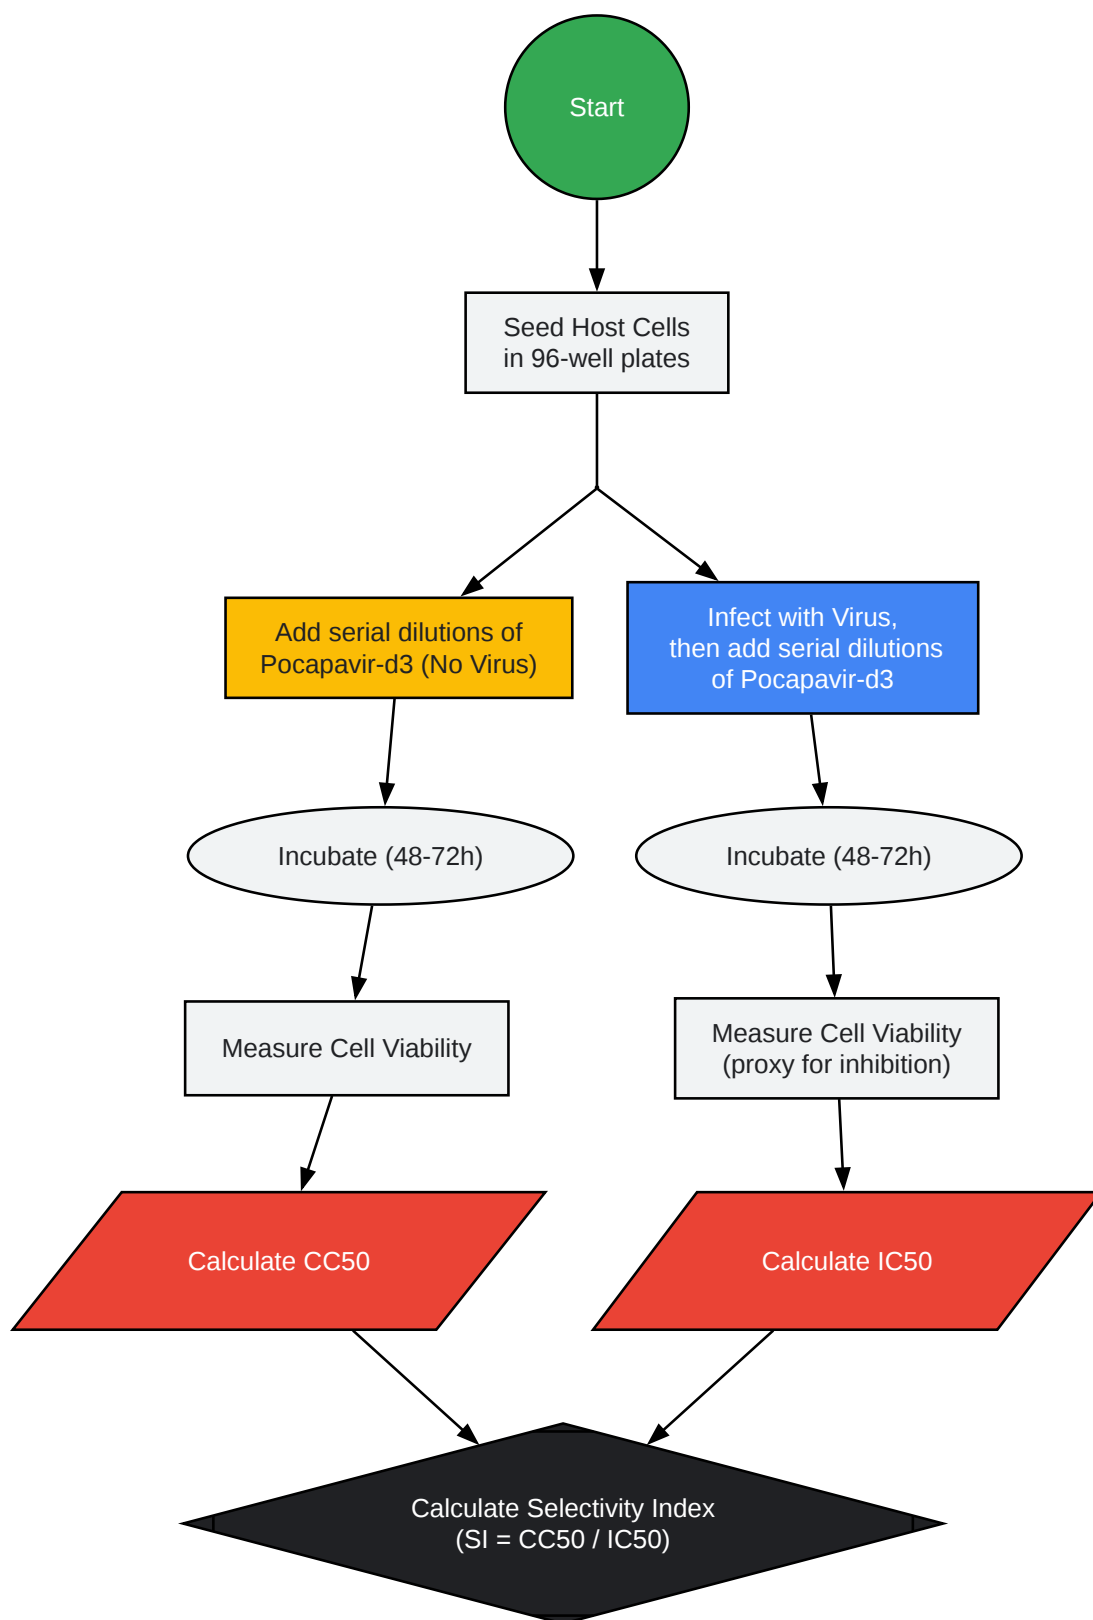 Start
Seed Host Cells
in 96-well plates
Add serial dilutions of
Pocapavir-d3 (No Virus)
Infect with Virus,
then add serial dilutions
of Pocapavir-d3
Incubate (48-72h)
Incubate (48-72h)
Measure Cell Viability
Measure Cell Viability
(proxy for inhibition)
Calculate CC50
Calculate IC50
Calculate Selectivity Index
(SI = CC50 / IC50)